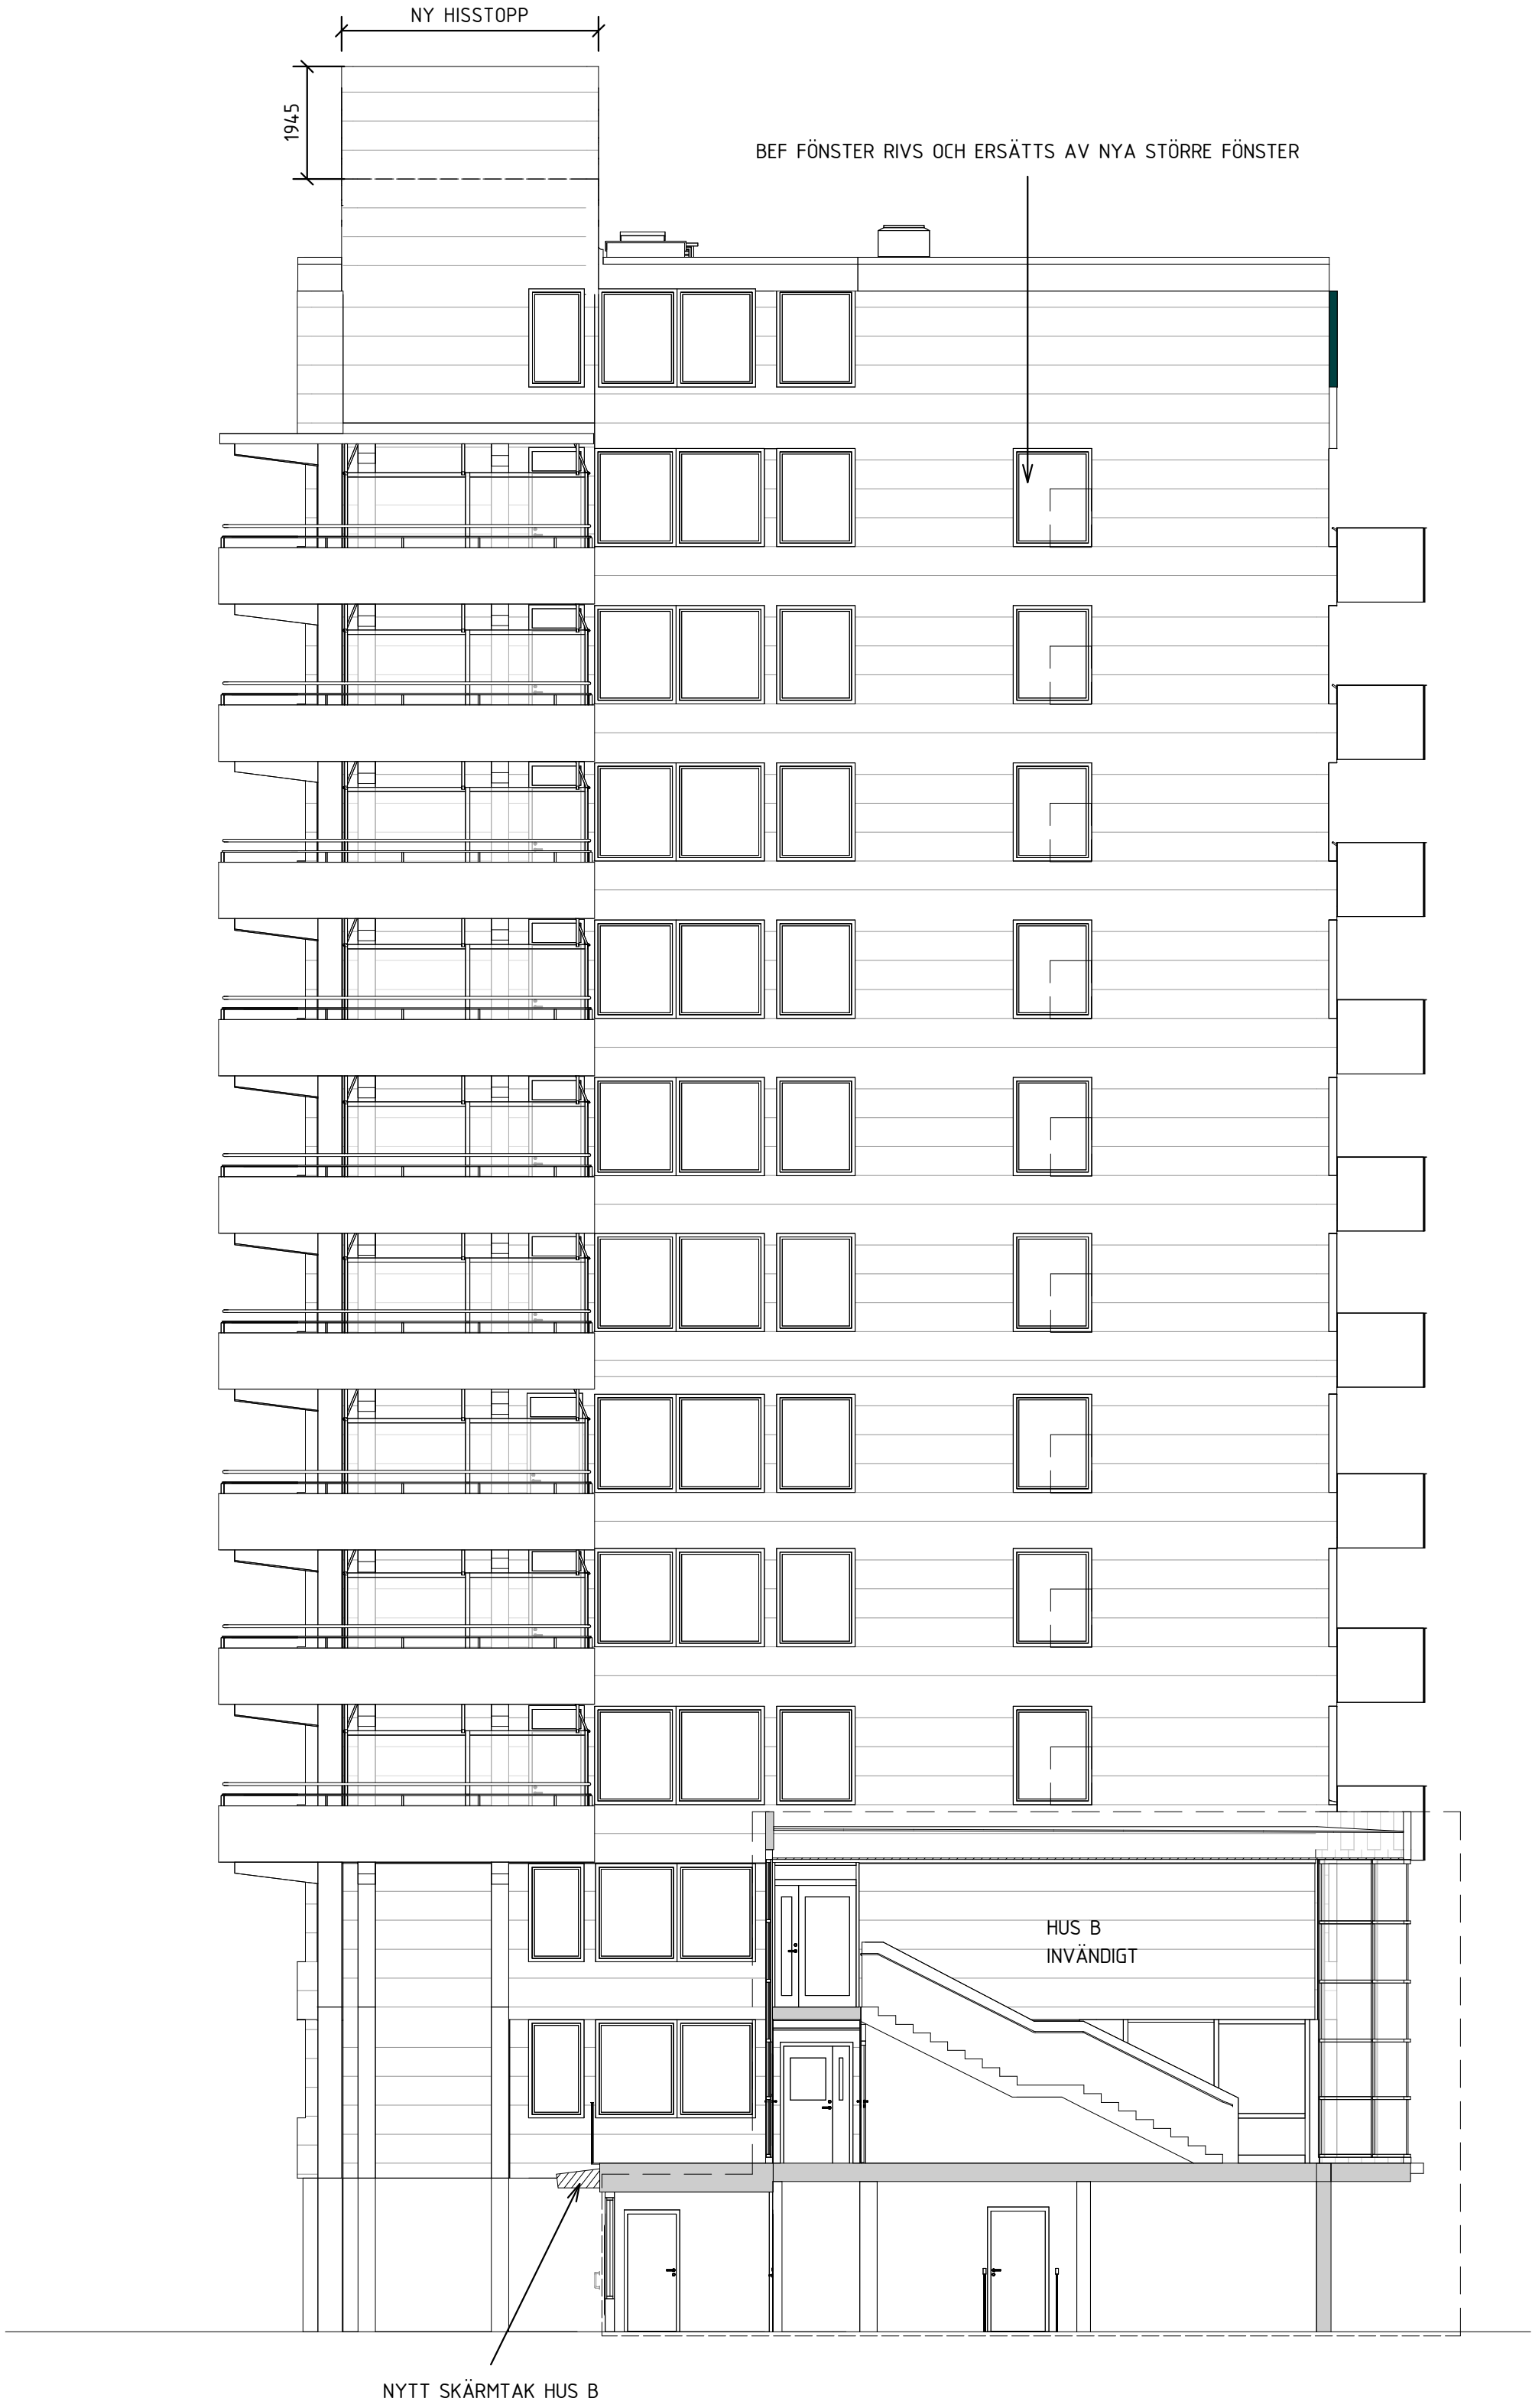 NY HISSTOPP
1945
BEF FÖNSTER RIVS OCH ERSÄTTS AV NYA STÖRRE FÖNSTER
HUS B
INVÄNDIGT
NYTT SKÄRMTAK HUS B